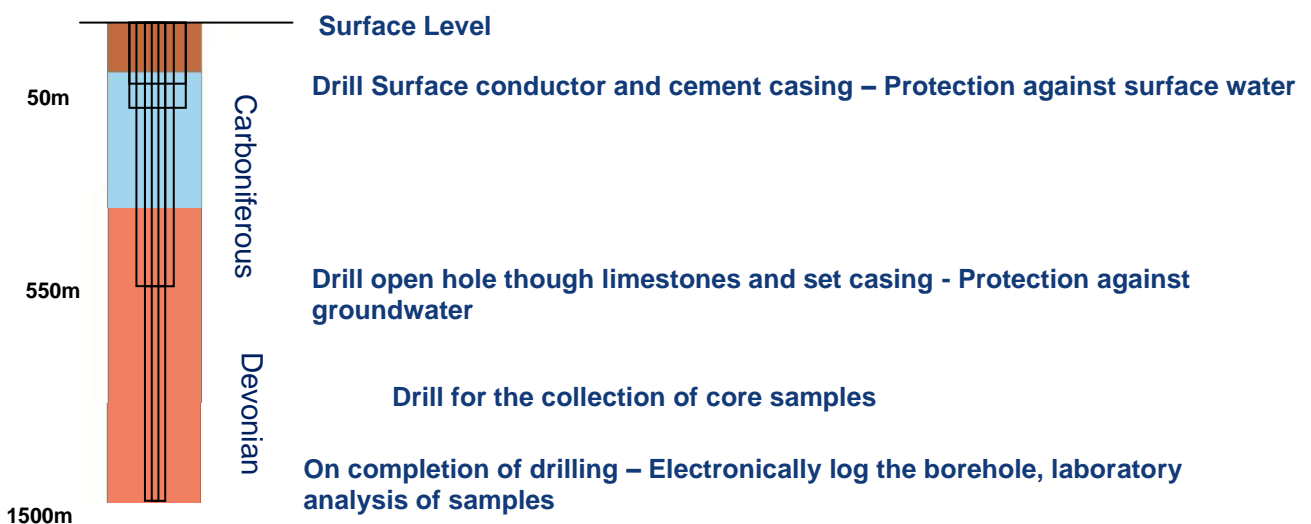 Surface Level
50m
Drill Surface conductor and cement casing – Protection against surface water
Carboniferous
550m
Drill open hole though limestones and set casing - Protection against
groundwater
Devonian
Drill for the collection of core samples
On completion of drilling – Electronically log the borehole, laboratory
analysis of samples
1500m